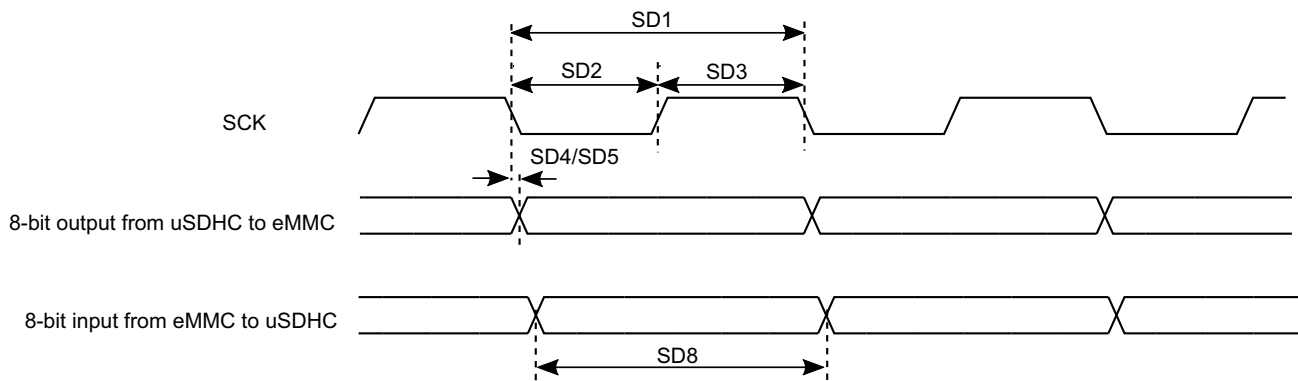 SD1
SD2
SD3
SCK
SD4/SD5
8-bit output from uSDHC to eMMC
8-bit input from eMMC to uSDHC
SD8